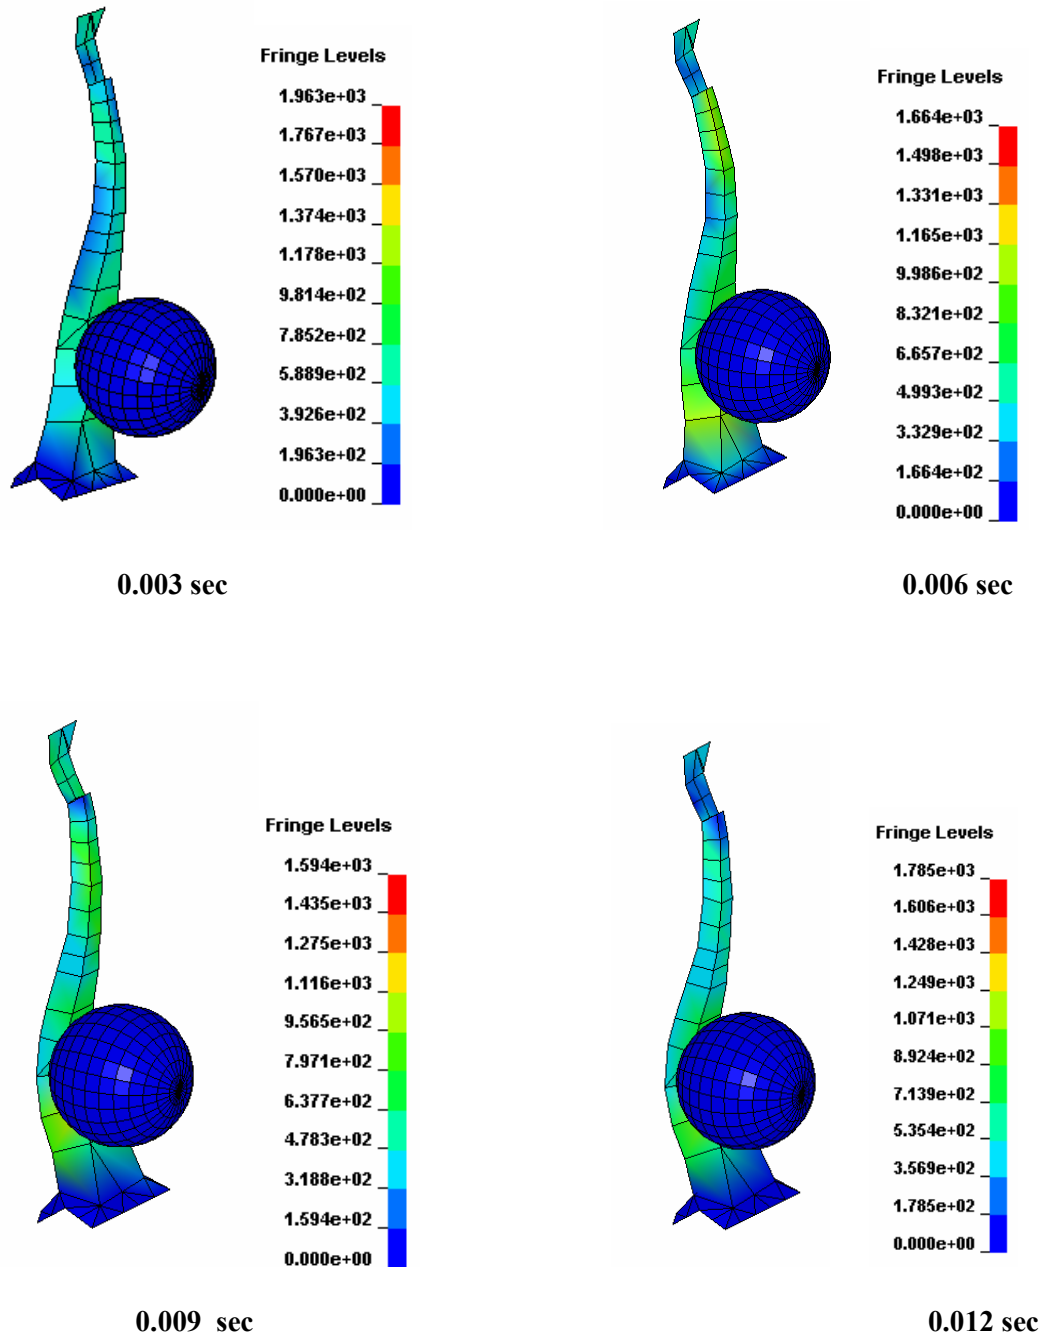 Fringe Levels
1.963e+03
1.767e+03
1.570e+03
1.374e+03
1.178e+03
9.814e+02
7.852e+02
5.889e+02
3.926e+02
1.963e+02
0.000e+00
0.003 sec
Fringe Levels
1.664e+03
1.498e+03
1.331e+03
1.165e+03
9.986e+02
8.321e+02
6.657e+02
4.993e+02
3.329e+02
1.664e+02
0.000e+00
0.006 sec
Fringe Levels
1.594e+03
1.435e+03
1.275e+03
1.116e+03
9.565e+02
7.971e+02
6.377e+02
4.783e+02
3.188e+02
1.594e+02
0.000e+00
0.009 sec
Fringe Levels
1.785e+03
1.606e+03
1.428e+03
1.249e+03
1.071e+03
8.924e+02
7.139e+02
5.354e+02
3.569e+02
1.785e+02
0.000e+00
0.012 sec